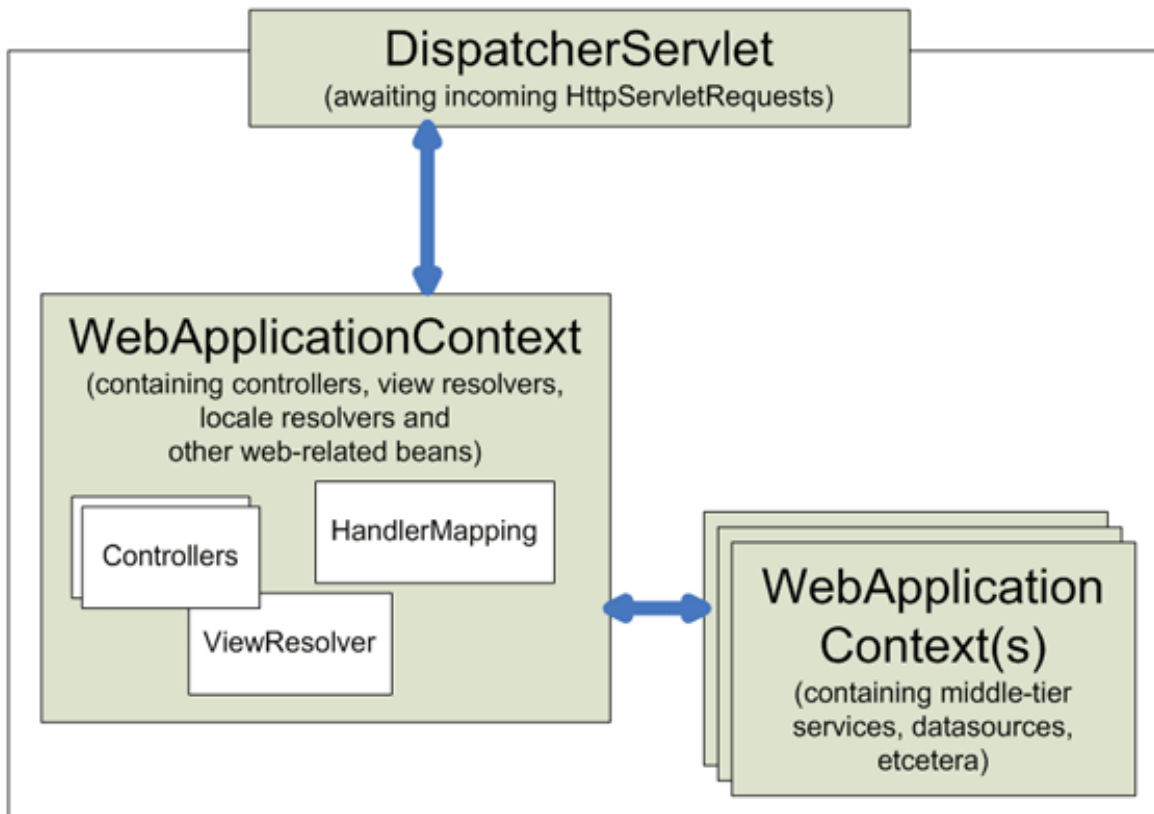 DispatcherServlet
(awaiting incoming HttpServletRequests)
WebApplicationContext
(containing controllers, view resolvers,
locale resolvers and
other web-related beans)
HandlerMapping
Controllers
ViewResolver
WebApplication
Context(s)
(containing middle-tier
services, datasources,
etcetera)